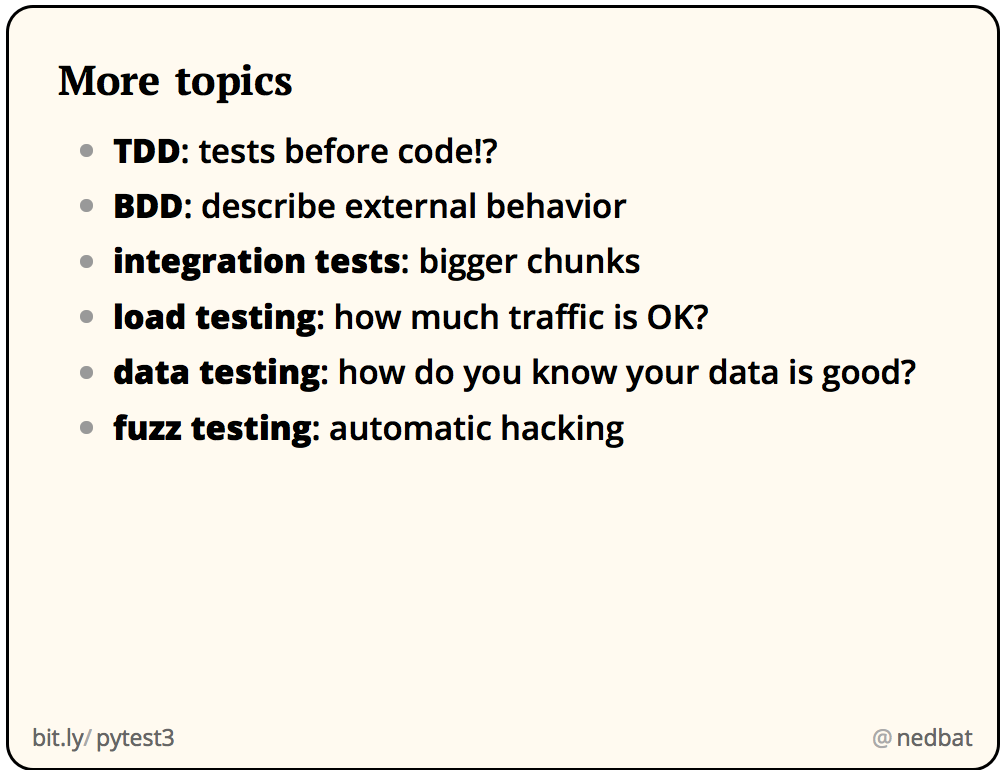 More topics
TDD: tests before code!?
BDD: describe external behavior
integration tests: bigger chunks
load testing: how much traffic is OK?
data testing: how do you know your data is good?
fuzz testing: automatic hacking
bit.ly/ pytest3
@ nedbat